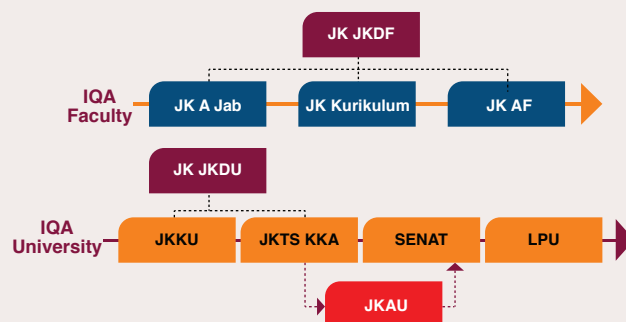 JK JKDF
IQA
Faculty
JK A Jab
JK Kurikulum
JK AF
JK JKDU
IQA
University
JKKU
JKTS KKA
SENAT
LPU
JKAU